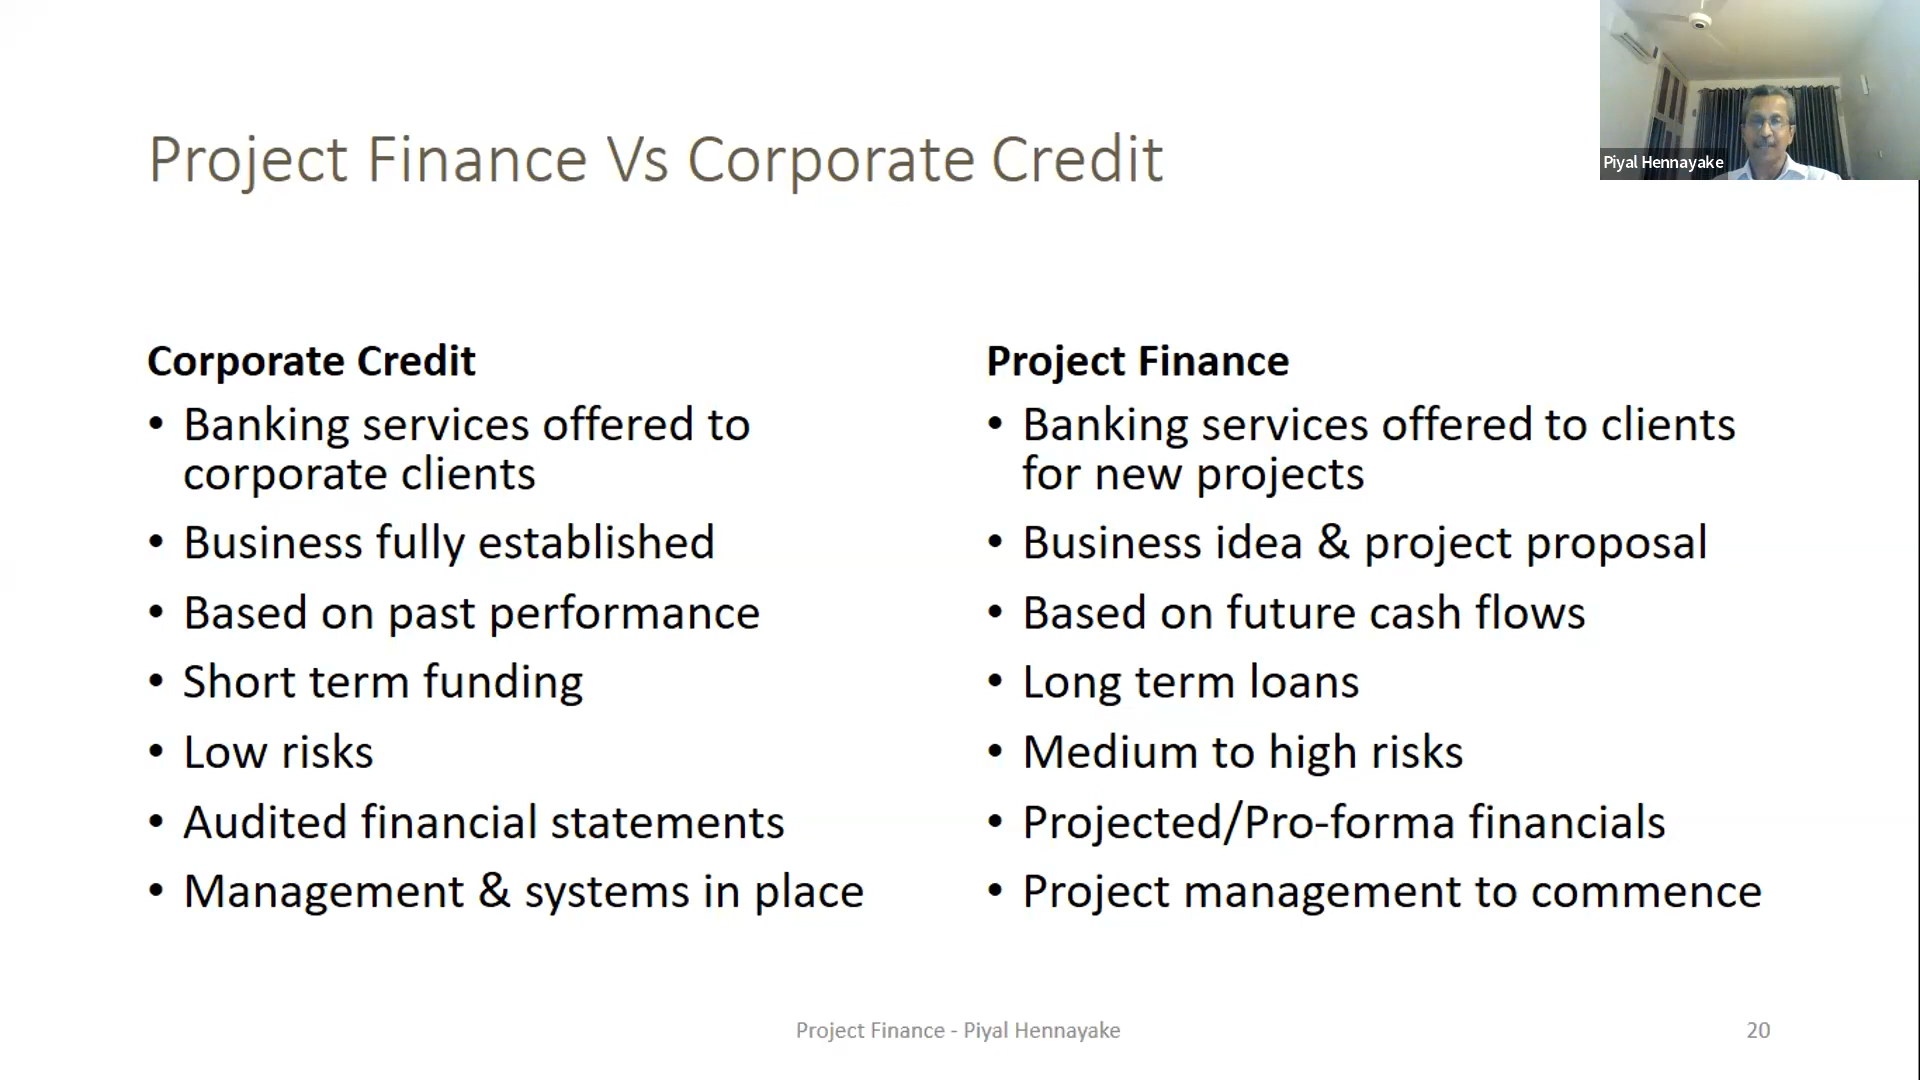 Piyal Hennayake
Project Finance Vs Corporate Credit
Corporate Credit
• Banking services offered to
corporate clients
• Business fully established
• Based on past performance
• Short term funding
• Low risks
• Audited financial statements
• Management & systems in place
Project Finance
• Banking services offered to clients
for new projects
• Business idea & project proposal
• Based on future cash flows
• Long term loans
• Medium to high risks
• Projected/Pro-forma financials
• Project management to commence
Project Finance - Piyal Hennayake
20